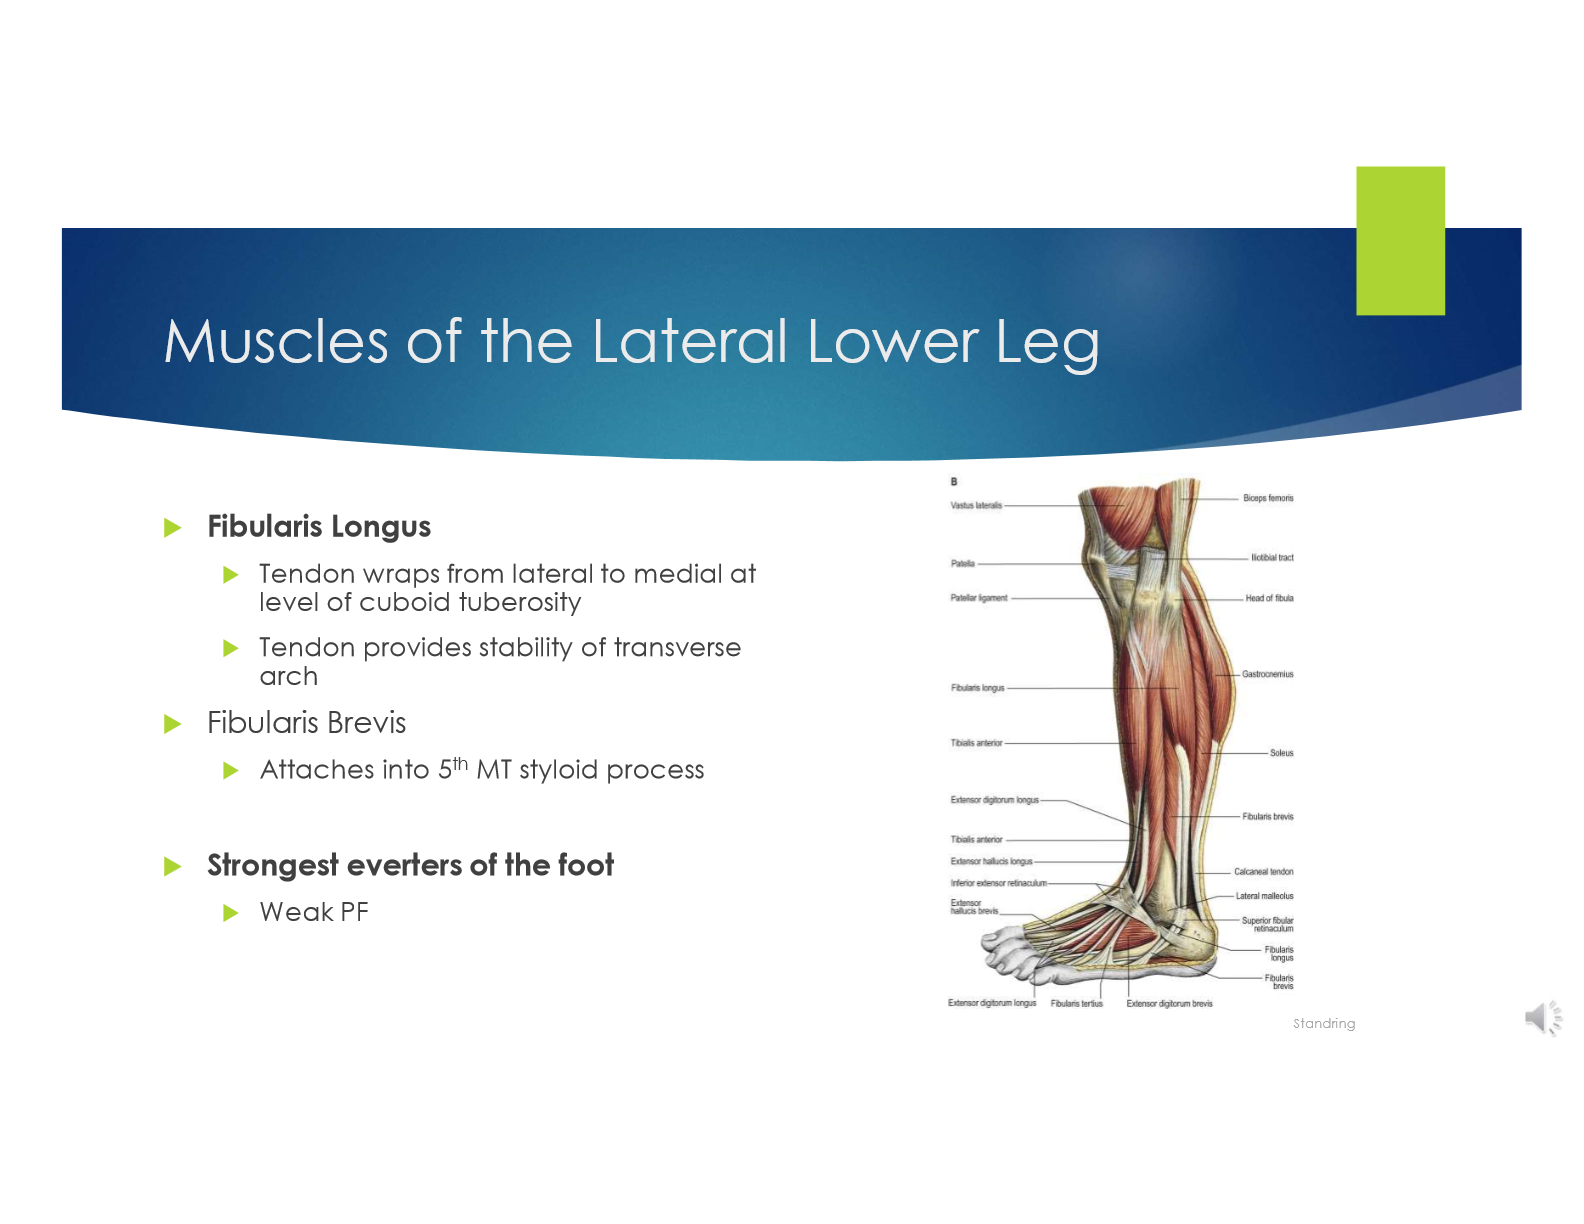 Muscles of the Lateral Lower Leg
Fibularis Longus
Tendon wraps from lateral to medial at
level of cuboid tuberosity
Tendon provides stability of transverse
arch
Fibularis Brevis
Attaches into 5th MT styloid process
Strongest everters of the foot
Weak PF
B
Vastus lateralis
Patella
Patellar ligament
Fibularis longus
Tibialis anterior
Extensor digitorum longus
Tibialis anterior
Extensor hallucis longus
Inferior extensor retinaculum
Extensor
hallucis brevis
Extensor digitorum longus
Fibularis tertius
Extensor digitorum brevis
Biceps femoris
Iliotibial tract
Head of fibula
Gastrocnemius
Soleus
Fibularis brevis
Calcaneal tendon
Lateral malleolus
Superior fibular
retinaculum
Fibularis
longus
Fibularis
brevis
Standring